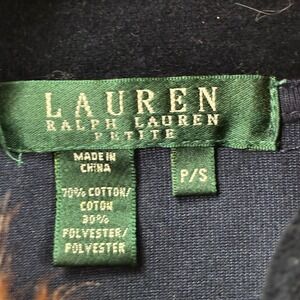 LAUREN
RALPH LAUREN
PETITE
MADE IN
CHINA
P/S
70% COTTON/
COTON
30%
POLYESTER/
POLYESTER